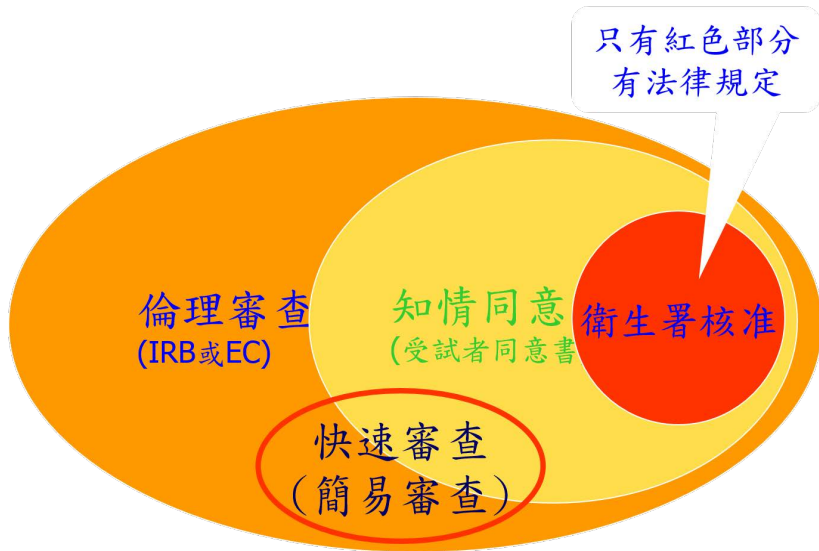 只有紅色部分
有法律規定
倫理審查
(IRB或EC)
知情同意
(受試者同意書
衛生署核准
快速審查
(簡易審查)